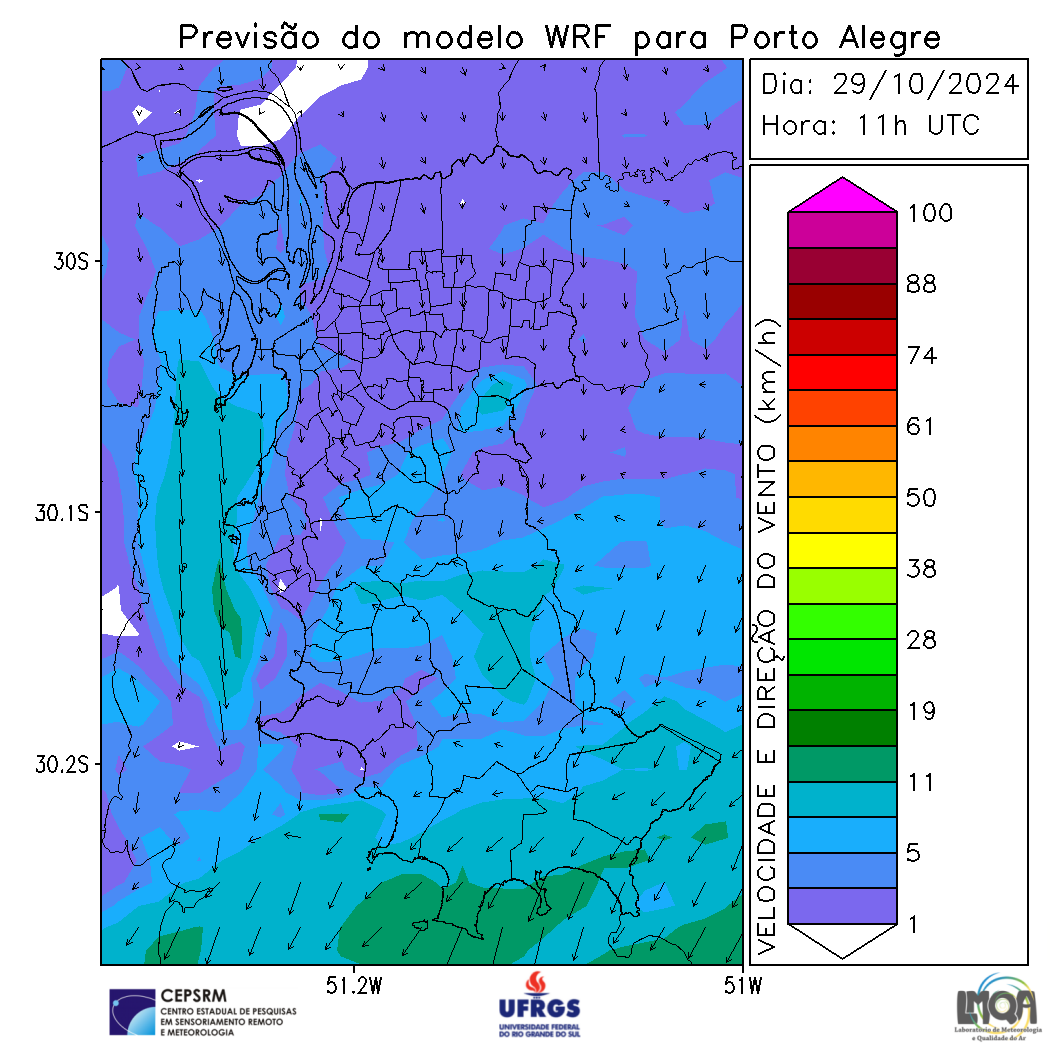 Previsão do modelo WRF para Porto Alegre
Dia: 29/10/2024
Hora: 11h UTC
30S
30.1S
30.2S
51.2W
51W
VELOCIDADE E DIREÇÃO DO VENTO (km/h)
100
88
74
61
50
38
28
19
11
5
1
CEPSRM
CENTRO ESTADUAL DE PESQUISAS
EM SENSORIAMENTO REMOTO
E METEOROLOGIA
UFRGS
UNIVERSIDADE FEDERAL
DO RIO GRANDE DO SUL
LMQA
Laboratório de Meteorologia
e Qualidade do Ar